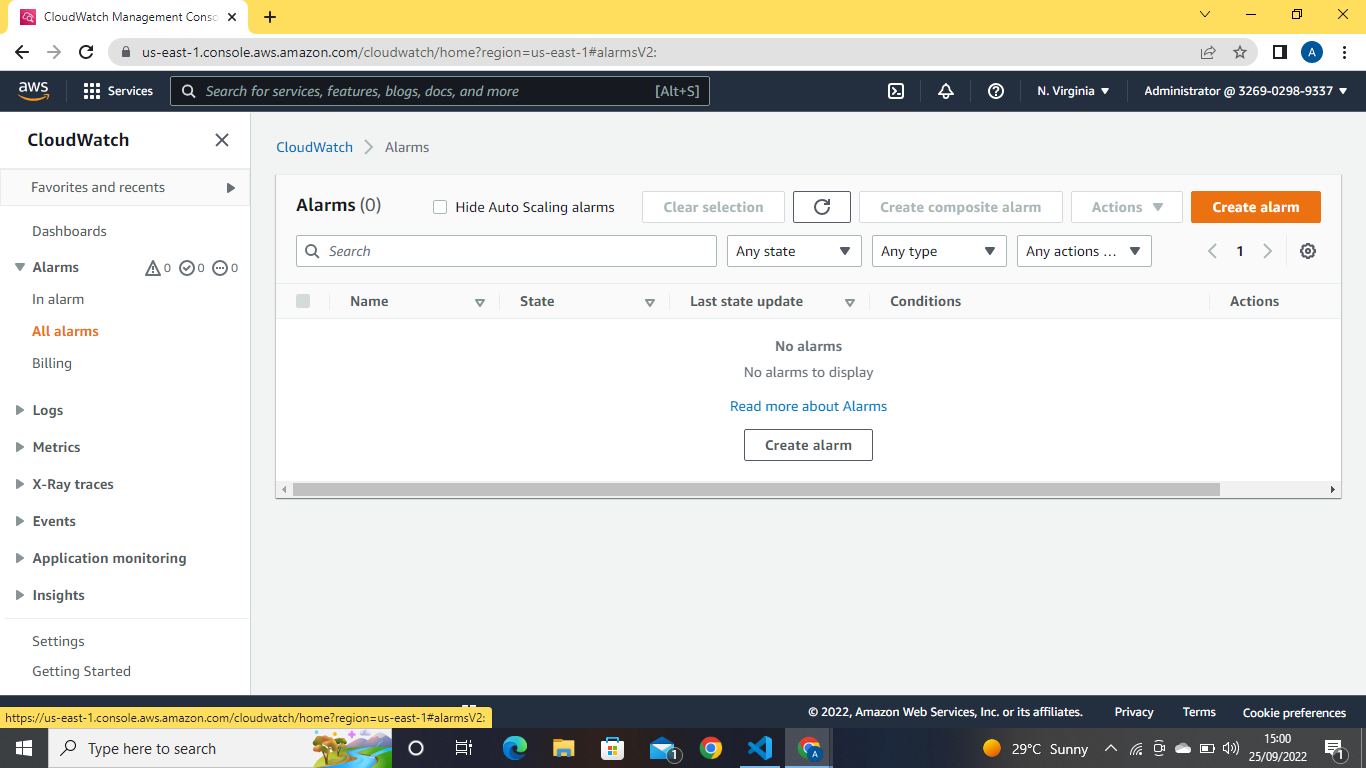 CloudWatch Management Conso
us-east-1.console.aws.amazon.com/cloudwatch/home?region=us-east-1#alarmsV2:
A
aws
Services
Search for services, features, blogs, docs, and more
[Alt+S]
N. Virginia
Administrator @ 3269-0298-9337
CloudWatch
Favorites and recents
Dashboards
Alarms
0
0
0
In alarm
All alarms
Billing
Logs
Metrics
X-Ray traces
Events
Application monitoring
Insights
Settings
Getting Started
CloudWatch
Alarms
Alarms (0)
Hide Auto Scaling alarms
Clear selection
Create composite alarm
Actions
Create alarm
Search
Any state
Any type
Any actions ...
1
Name
State
Last state update
Conditions
Actions
No alarms
No alarms to display
Read more about Alarms
Create alarm
https://us-east-1.console.aws.amazon.com/cloudwatch/home?region=us-east-1#alarmsV2:
© 2022, Amazon Web Services, Inc. or its affiliates.
Privacy
Terms
Cookie preferences
Type here to search
1
A
29°C Sunny
15:00
25/09/2022
1